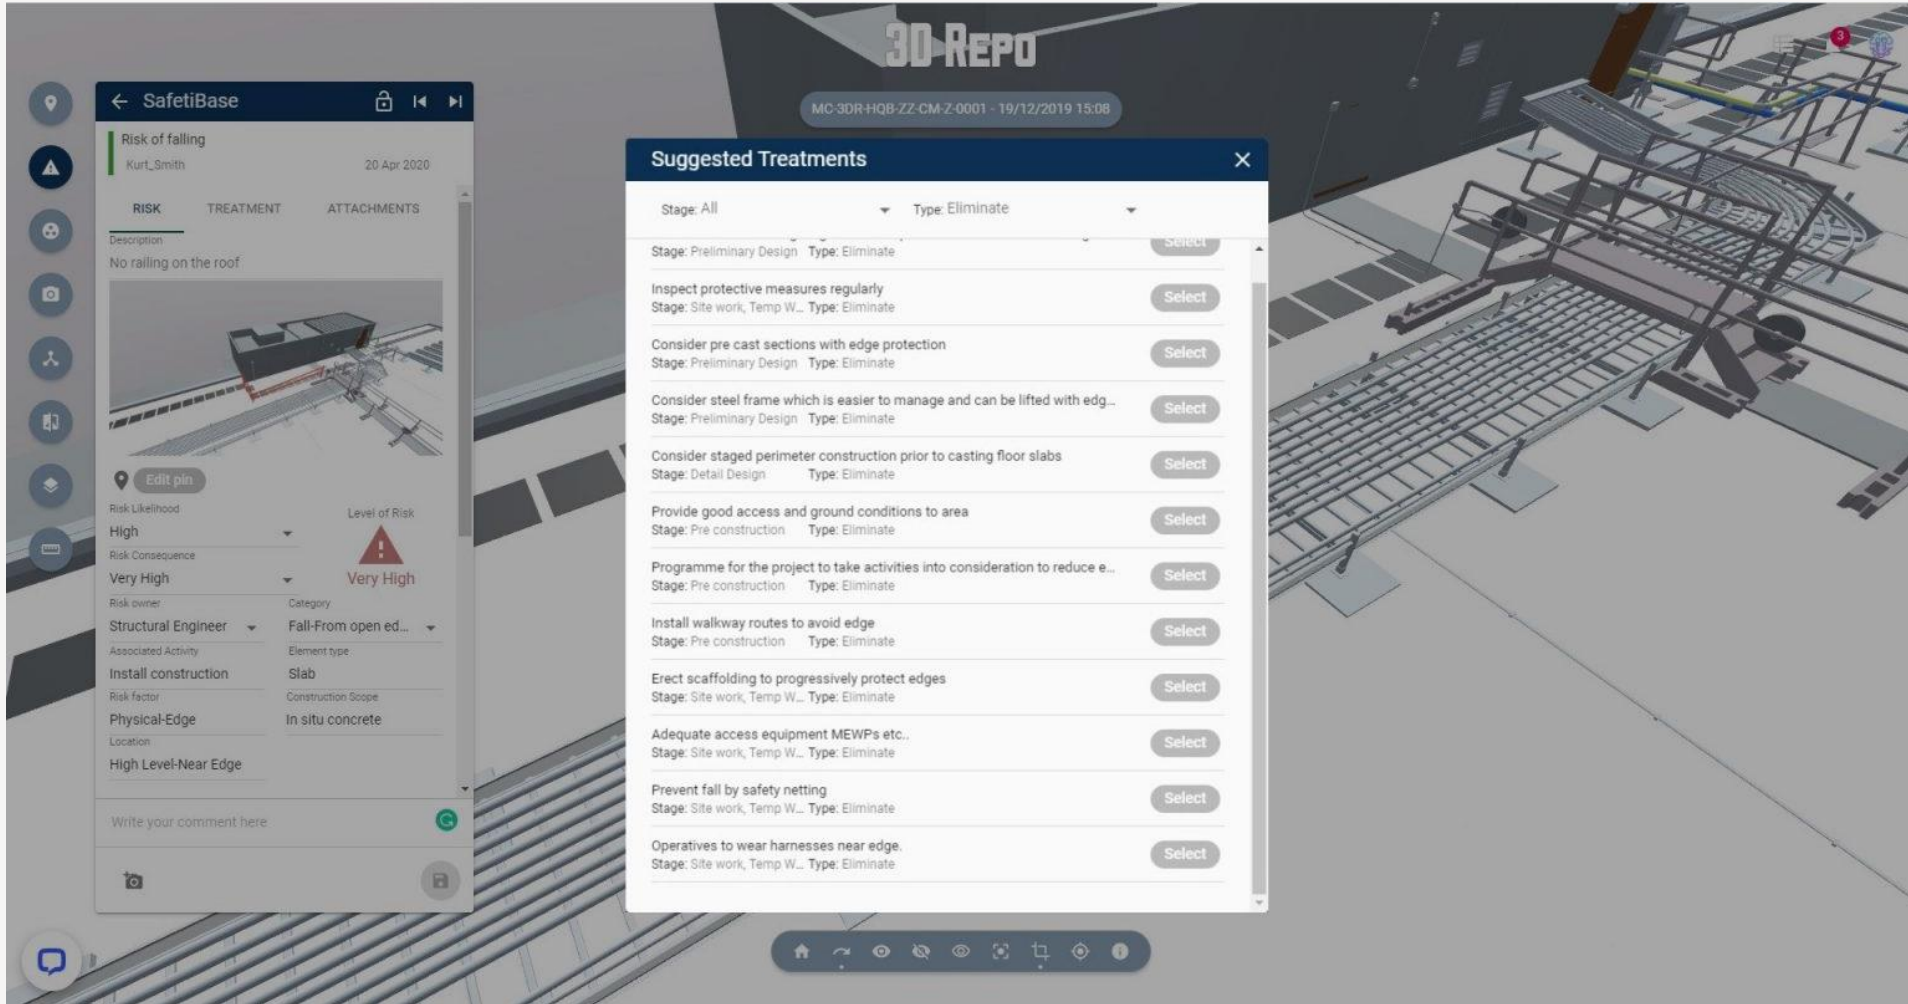 3D REPO
3
MC-3DR-HQB-ZZ-CM-Z-0001 - 19/12/2019 15:08
SafetiBase
Risk of falling
Kurt_Smith 20 Apr 2020
RISK TREATMENT ATTACHMENTS
Description
No railing on the roof
Edit pin
Risk Likelihood
High
Level of Risk
Risk Consequence
Very High
Very High
Risk owner Category
Structural Engineer Fall-From open ed...
Associated Activity Element type
Install construction Slab
Risk factor Construction Scope
Physical-Edge In situ concrete
Location
High Level-Near Edge
Write your comment here
Suggested Treatments
Stage: All Type: Eliminate
Select
Stage: Preliminary Design Type: Eliminate
Inspect protective measures regularly
Stage: Site work, Temp W... Type: Eliminate
Select
Consider pre cast sections with edge protection
Stage: Preliminary Design Type: Eliminate
Select
Consider steel frame which is easier to manage and can be lifted with edg...
Stage: Preliminary Design Type: Eliminate
Select
Consider staged perimeter construction prior to casting floor slabs
Stage: Detail Design Type: Eliminate
Select
Provide good access and ground conditions to area
Stage: Pre construction Type: Eliminate
Select
Programme for the project to take activities into consideration to reduce e...
Stage: Pre construction Type: Eliminate
Select
Install walkway routes to avoid edge
Stage: Pre construction Type: Eliminate
Select
Erect scaffolding to progressively protect edges
Stage: Site work, Temp W... Type: Eliminate
Select
Adequate access equipment MEWPs etc..
Stage: Site work, Temp W... Type: Eliminate
Select
Prevent fall by safety netting
Stage: Site work, Temp W... Type: Eliminate
Select
Operatives to wear harnesses near edge.
Stage: Site work, Temp W... Type: Eliminate
Select